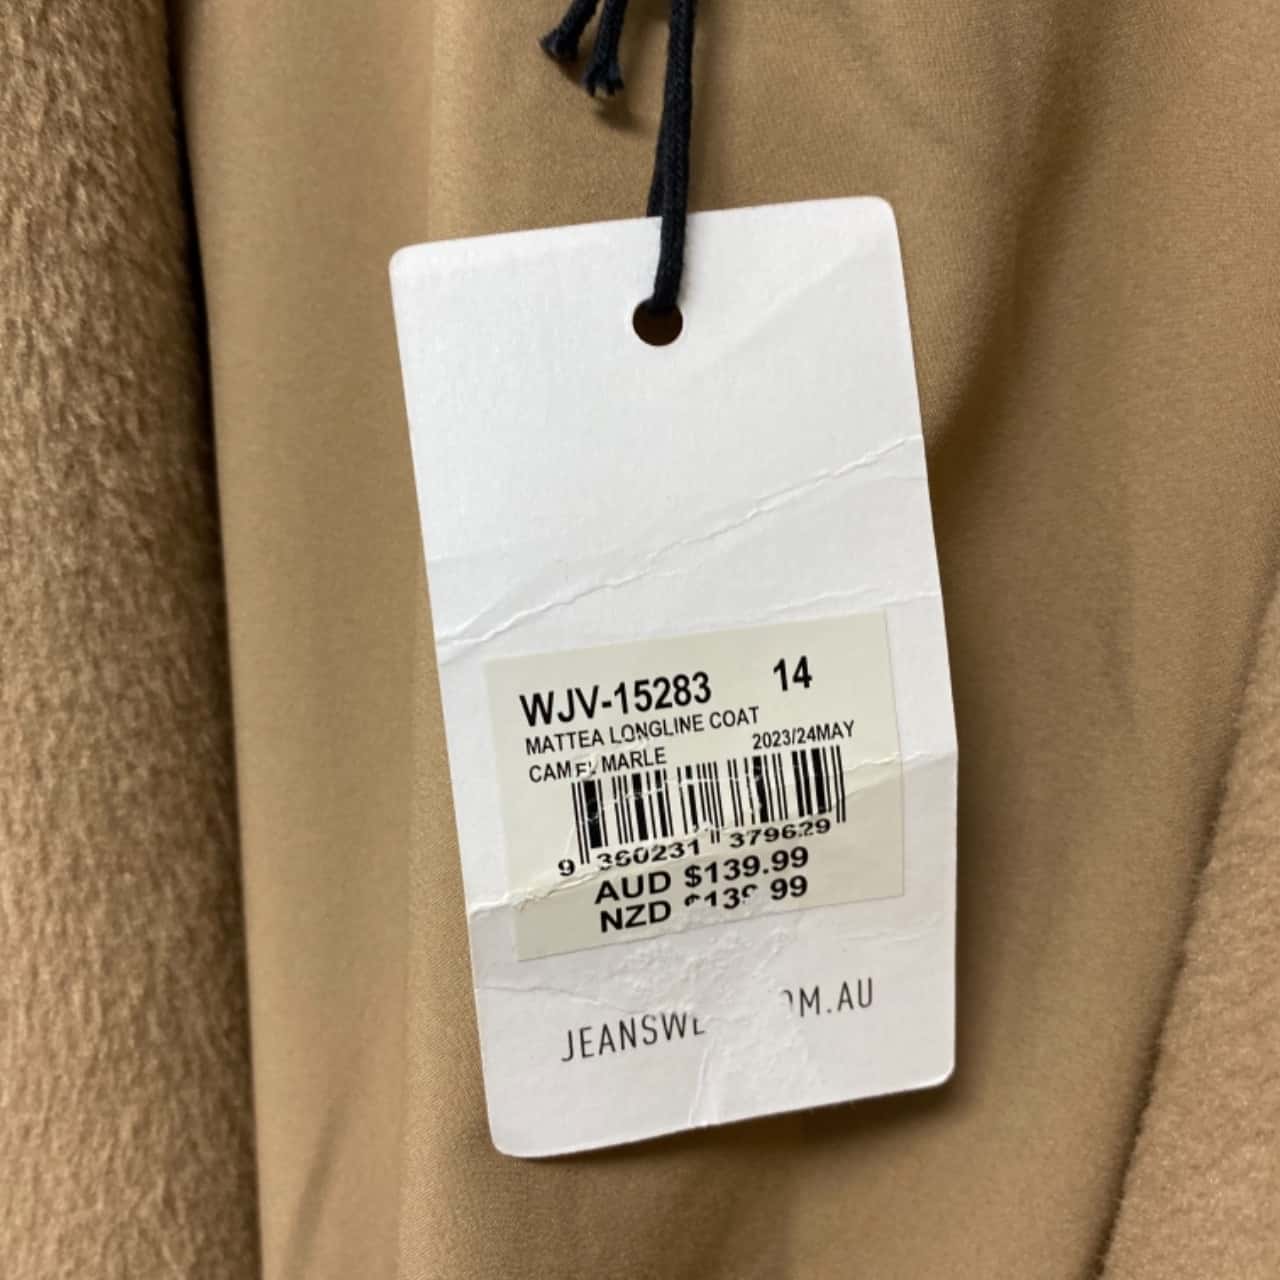 WJV-15283 14
MATTEA LONGLINE COAT
CAMEL MARLE 2023/24MAY
9 360231 379629
AUD $139.99
NZD $139.99
JEANSWE OM.AU